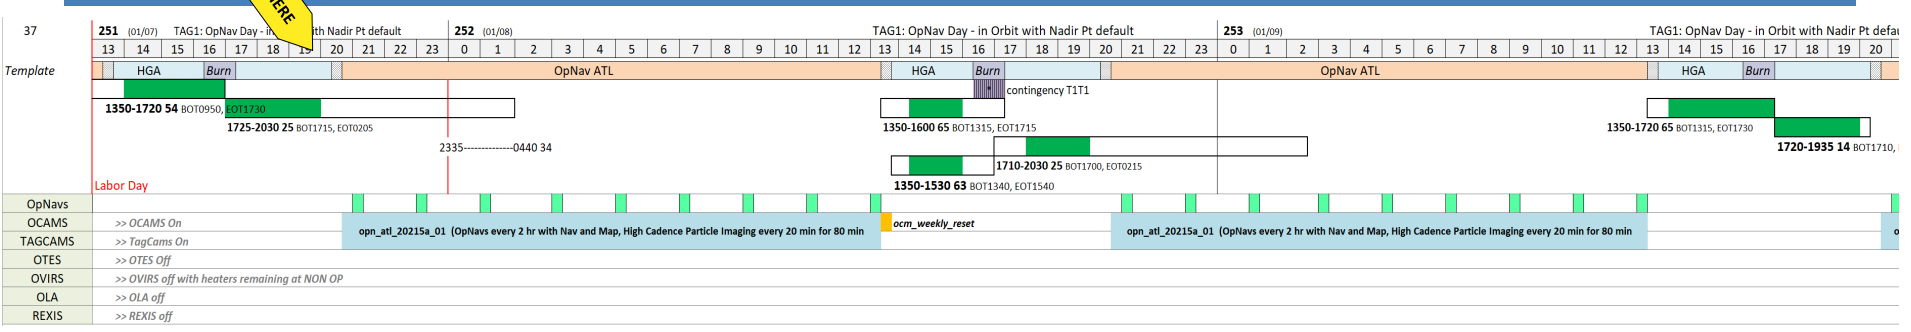 HERE
37
251 (01/07) TAG1: OpNav Day - in ith Nadir Pt default
252 (01/08) TAG1: OpNav Day - in Orbit with Nadir Pt default
253 (01/09) TAG1: OpNav Day - in Orbit with Nadir Pt defau
13 14 15 16 17 18 19 20 21 22 23 0 1 2 3 4 5 6 7 8 9 10 11 12 13 14 15 16 17 18 19 20 21 22 23 0 1 2 3 4 5 6 7 8 9 10 11 12 13 14 15 16 17 18 19 20
Template HGA Burn OpNav ATL HGA Burn OpNav ATL HGA Burn
contingency T1T1
1350-1720 54 BOT0950, EOT1730
1725-2030 25 BOT1715, EOT0205
2335--------------0440 34
1350-1600 65 BOT1315, EOT1715
1710-2030 25 BOT1700, EOT0215
1350-1530 63 BOT1340, EOT1540
1350-1720 65 BOT1315, EOT1730
1720-1935 14 BOT1710,
Labor Day
OpNavs
OCAMS >> OCAMS On
ocm_weekly_reset
opn_atl_20215a_01 (OpNavs every 2 hr with Nav and Map, High Cadence Particle Imaging every 20 min for 80 min
opn_atl_20215a_01 (OpNavs every 2 hr with Nav and Map, High Cadence Particle Imaging every 20 min for 80 min
TAGCAMS >> TagCams On
OTES >> OTES Off
OVIRS >> OVIRS off with heaters remaining at NON OP
OLA >> OLA off
REXIS >> REXIS off